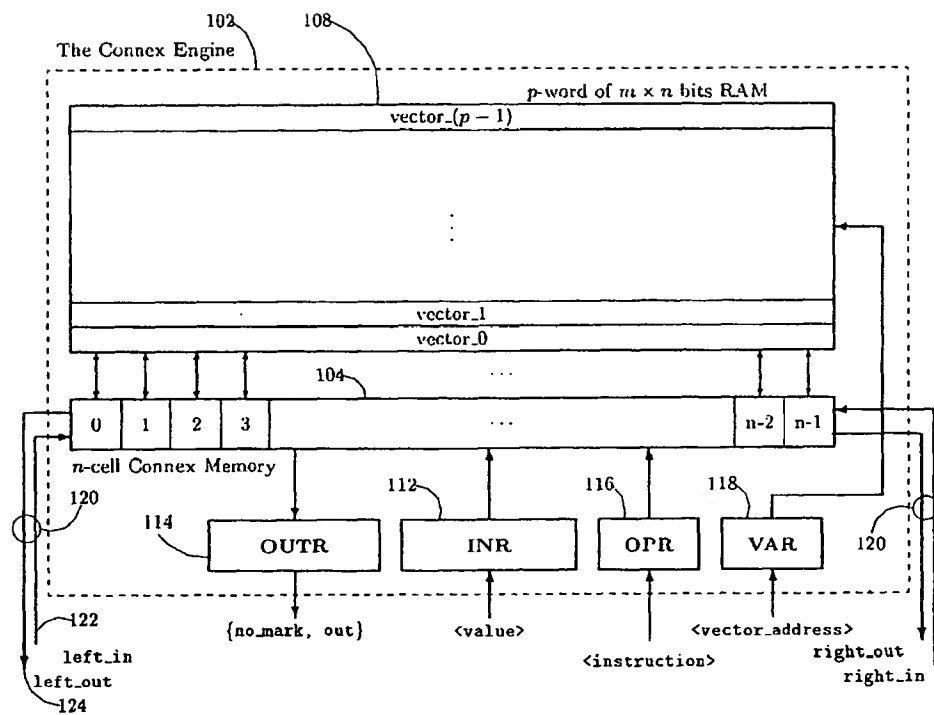 102
108
The Connex Engine
p-word of m × n bits RAM
vector_(p − 1)
⋮
vector_1
vector_0
...
104
0 1 2 3 ... n-2 n-1
n-cell Connex Memory
120
114
112
116
118
120
OUTR INR OPR VAR
122
{no_mark, out} <value> <vector_address>
left_in <instruction> right_out
left_out right_in
124